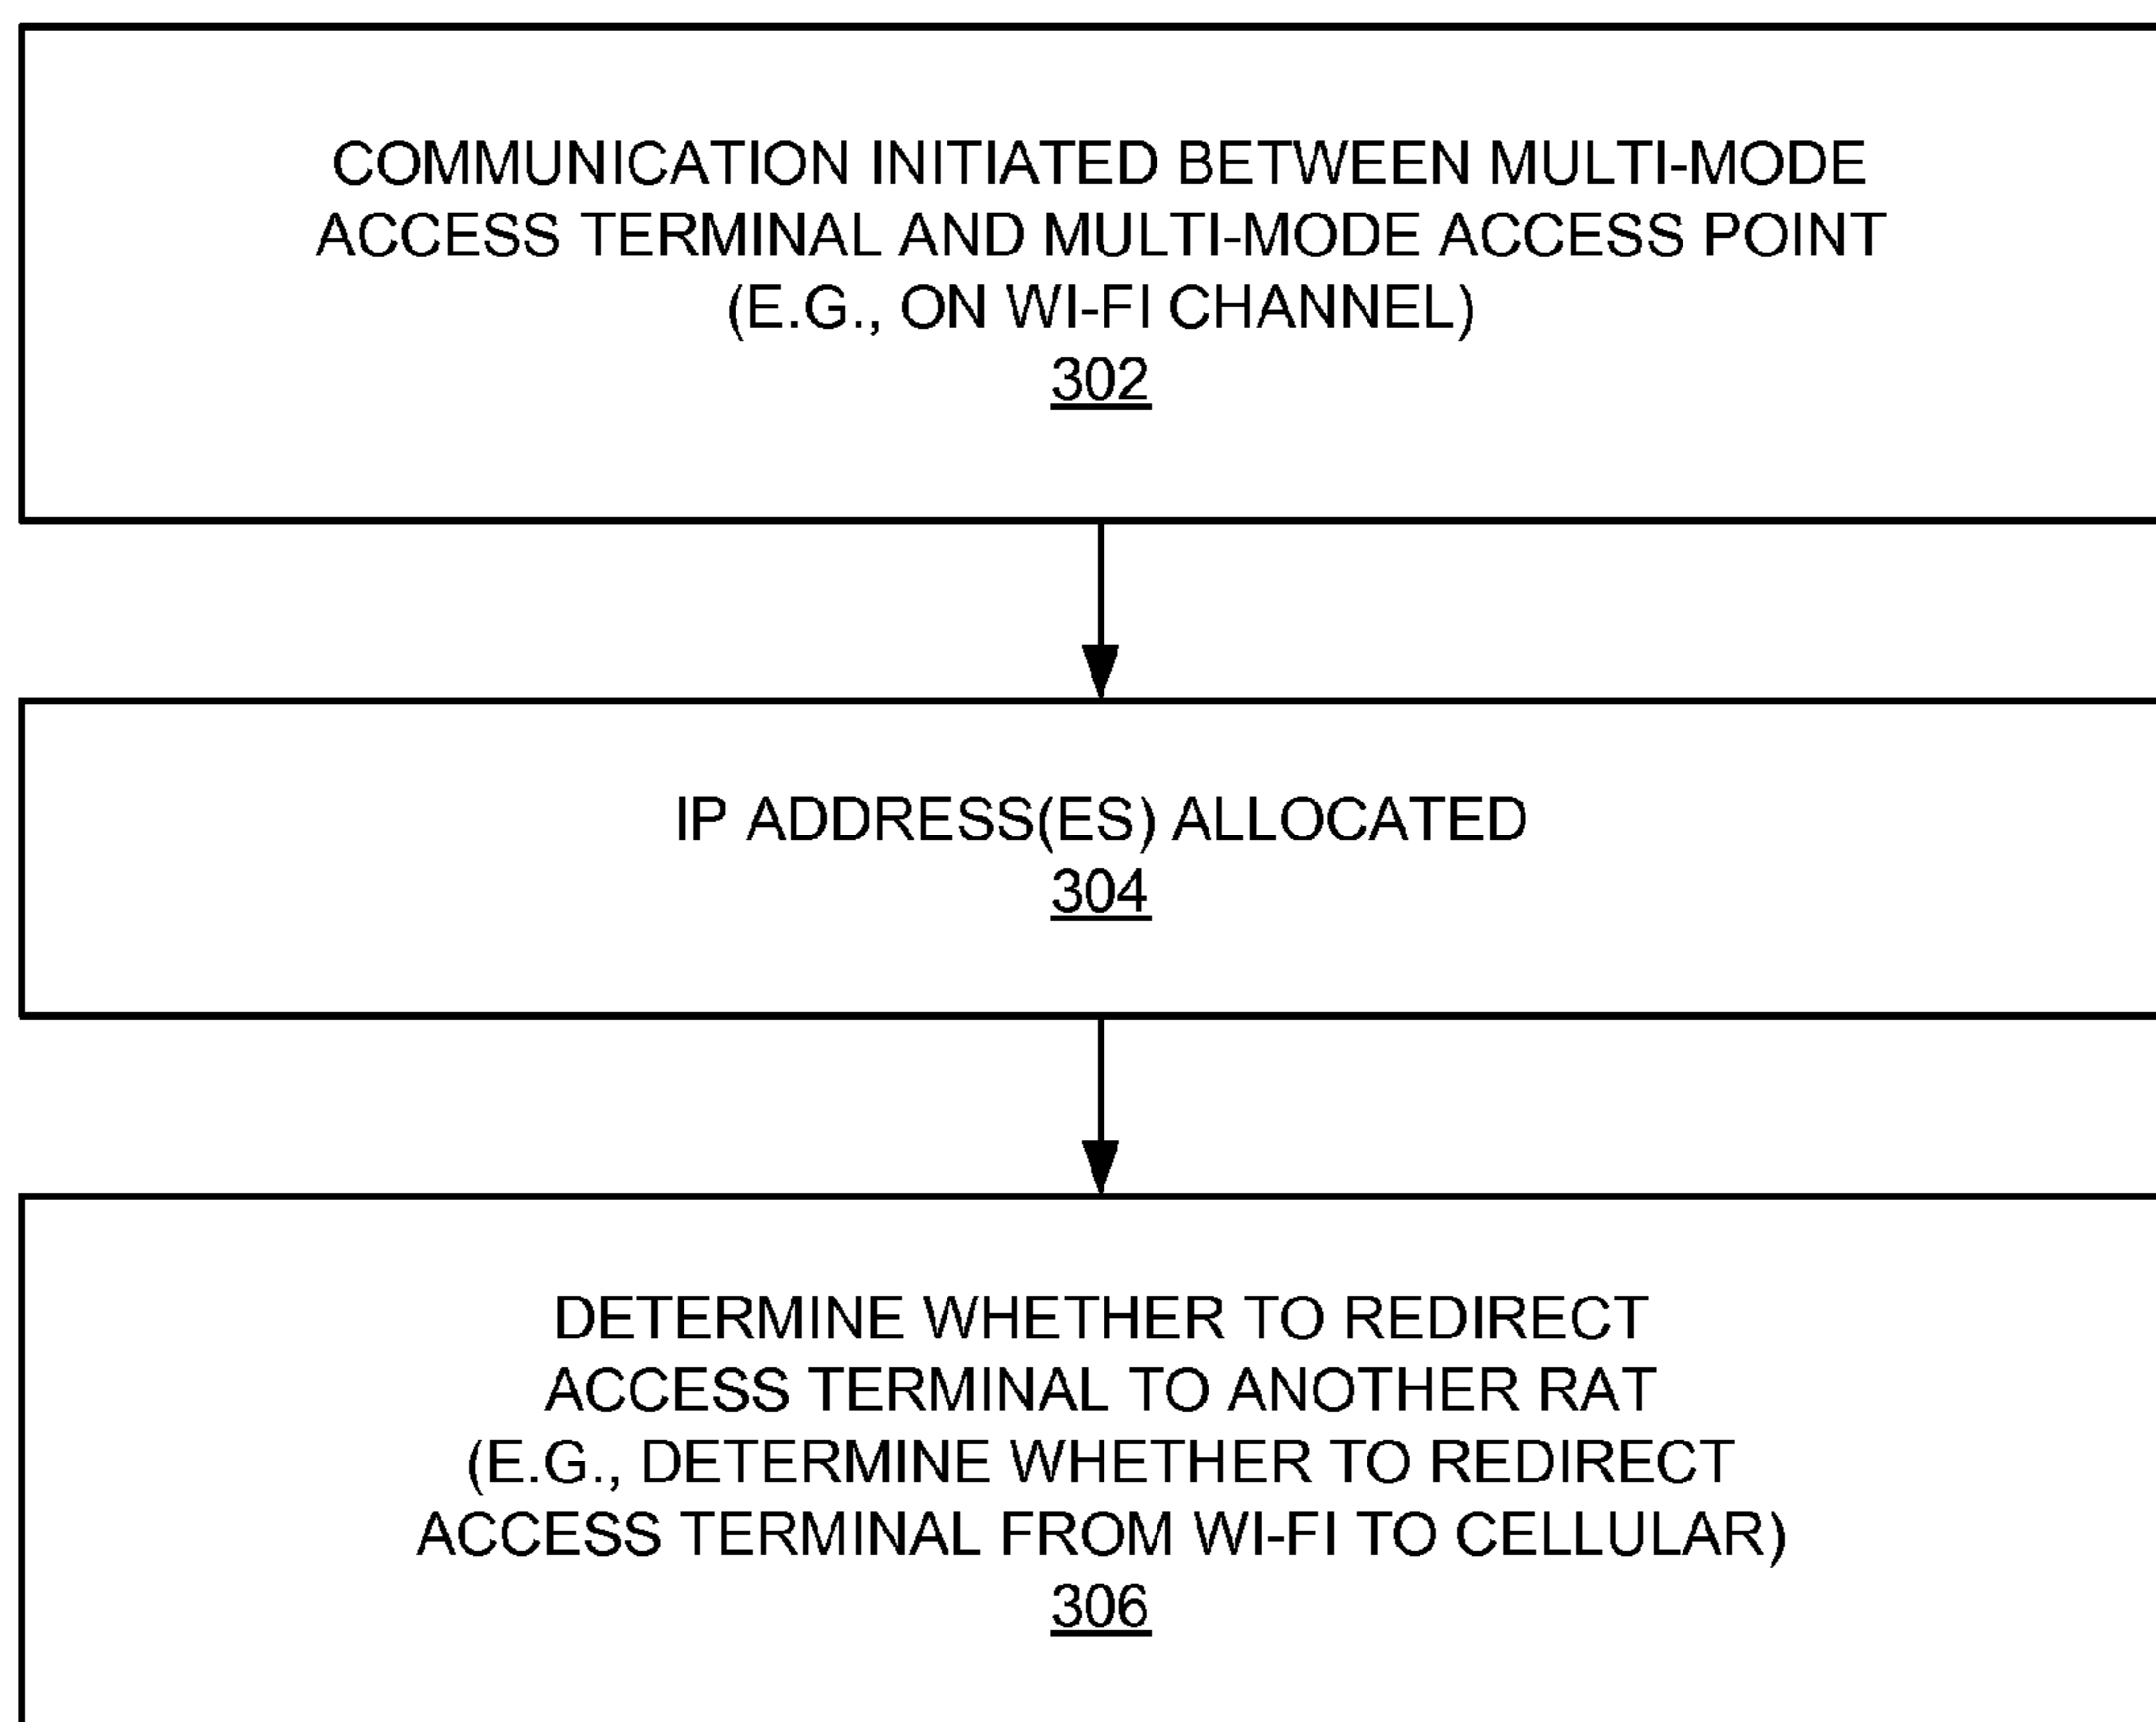 COMMUNICATION INITIATED BETWEEN MULTI-MODE
ACCESS TERMINAL AND MULTI-MODE ACCESS POINT
(E.G., ON WI-FI CHANNEL)
302
IP ADDRESS(ES) ALLOCATED
304
DETERMINE WHETHER TO REDIRECT
ACCESS TERMINAL TO ANOTHER RAT
(E.G., DETERMINE WHETHER TO REDIRECT
ACCESS TERMINAL FROM WI-FI TO CELLULAR)
306